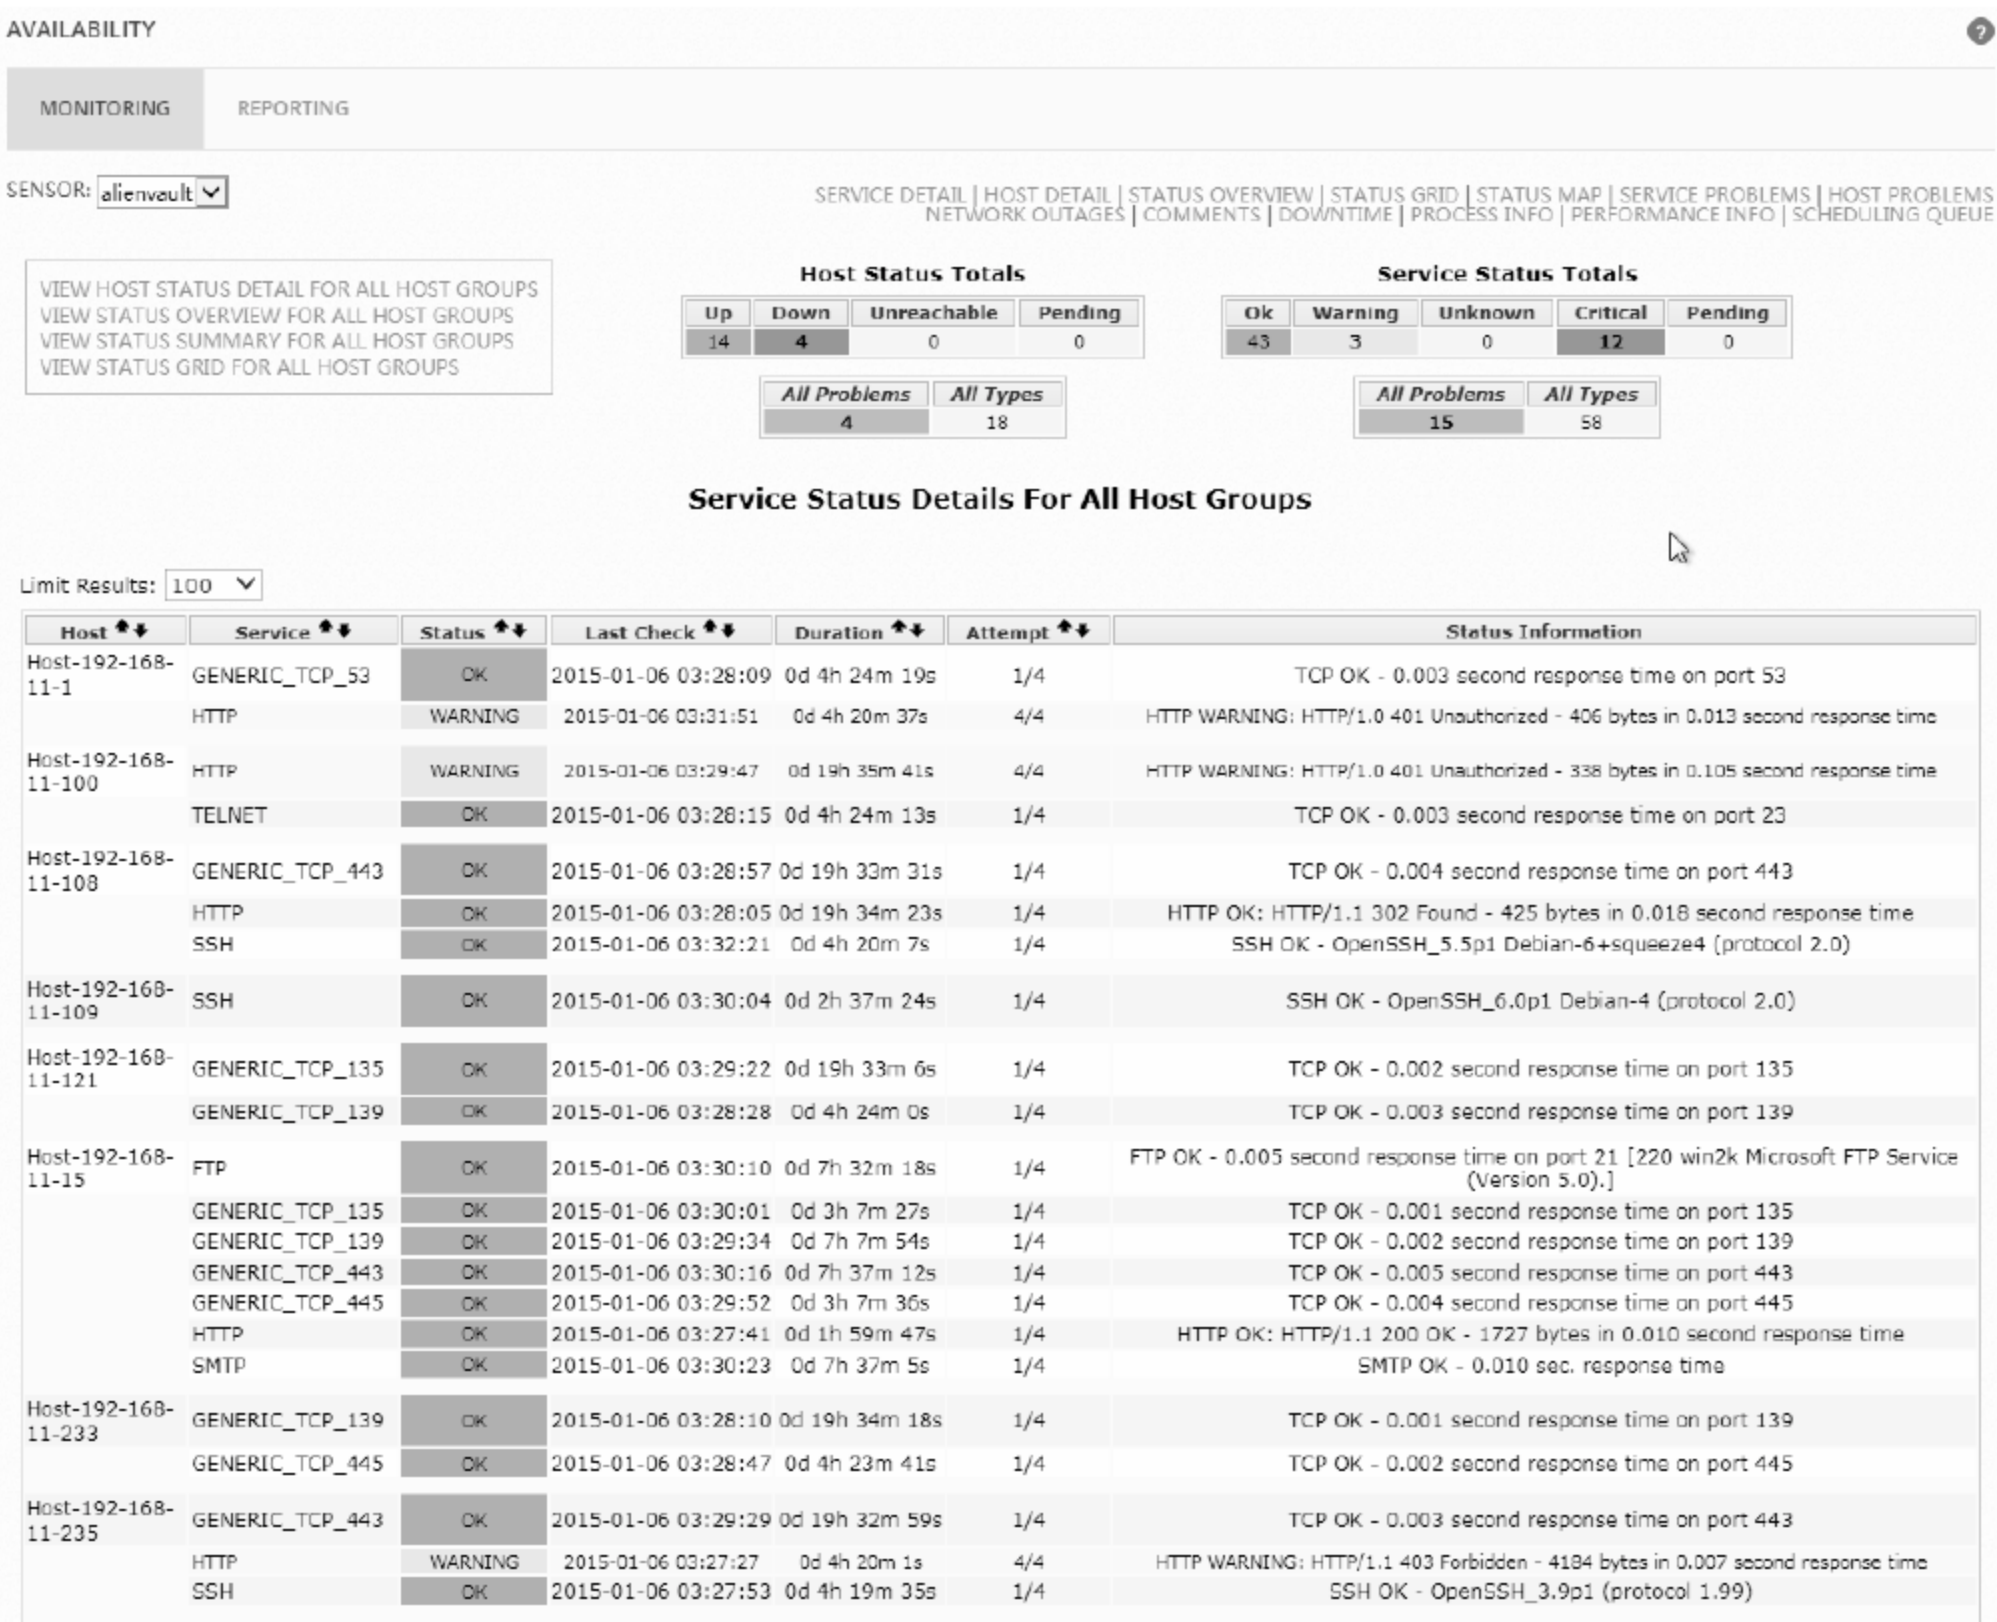 AVAILABILITY
?
MONITORING REPORTING
SENSOR: alienvault
SERVICE DETAIL | HOST DETAIL | STATUS OVERVIEW | STATUS GRID | STATUS MAP | SERVICE PROBLEMS | HOST PROBLEMS
NETWORK OUTAGES | COMMENTS | DOWNTIME | PROCESS INFO | PERFORMANCE INFO | SCHEDULING QUEUE
VIEW HOST STATUS DETAIL FOR ALL HOST GROUPS
VIEW STATUS OVERVIEW FOR ALL HOST GROUPS
VIEW STATUS SUMMARY FOR ALL HOST GROUPS
VIEW STATUS GRID FOR ALL HOST GROUPS
Host Status Totals
Up Down Unreachable Pending
14 4 0 0
All Problems All Types
4 18
Service Status Totals
Ok Warning Unknown Critical Pending
43 3 0 12 0
All Problems All Types
15 58
Service Status Details For All Host Groups
Limit Results: 100
Host Service Status Last Check Duration Attempt Status Information
Host-192-168-
11-1 GENERIC_TCP_53 OK 2015-01-06 03:28:09 0d 4h 24m 19s 1/4 TCP OK - 0.003 second response time on port 53
HTTP WARNING 2015-01-06 03:31:51 0d 4h 20m 37s 4/4 HTTP WARNING: HTTP/1.0 401 Unauthorized - 406 bytes in 0.013 second response time
Host-192-168-
11-100 HTTP WARNING 2015-01-06 03:29:47 0d 19h 35m 41s 4/4 HTTP WARNING: HTTP/1.0 401 Unauthorized - 338 bytes in 0.105 second response time
TELNET OK 2015-01-06 03:28:15 0d 4h 24m 13s 1/4 TCP OK - 0.003 second response time on port 23
Host-192-168-
11-108 GENERIC_TCP_443 OK 2015-01-06 03:28:57 0d 19h 33m 31s 1/4 TCP OK - 0.004 second response time on port 443
HTTP OK 2015-01-06 03:28:05 0d 19h 34m 23s 1/4 HTTP OK: HTTP/1.1 302 Found - 425 bytes in 0.018 second response time
SSH OK 2015-01-06 03:32:21 0d 4h 20m 7s 1/4 SSH OK - OpenSSH_5.5p1 Debian-6+squeeze4 (protocol 2.0)
Host-192-168-
11-109 SSH OK 2015-01-06 03:30:04 0d 2h 37m 24s 1/4 SSH OK - OpenSSH_6.0p1 Debian-4 (protocol 2.0)
Host-192-168-
11-121 GENERIC_TCP_135 OK 2015-01-06 03:29:22 0d 19h 33m 6s 1/4 TCP OK - 0.002 second response time on port 135
GENERIC_TCP_139 OK 2015-01-06 03:28:28 0d 4h 24m 0s 1/4 TCP OK - 0.003 second response time on port 139
Host-192-168-
11-15 FTP OK 2015-01-06 03:30:10 0d 7h 32m 18s 1/4 FTP OK - 0.005 second response time on port 21 [220 win2k Microsoft FTP Service
(Version 5.0).]
GENERIC_TCP_135 OK 2015-01-06 03:30:01 0d 3h 7m 27s 1/4 TCP OK - 0.001 second response time on port 135
GENERIC_TCP_139 OK 2015-01-06 03:29:34 0d 7h 7m 54s 1/4 TCP OK - 0.002 second response time on port 139
GENERIC_TCP_443 OK 2015-01-06 03:30:16 0d 7h 37m 12s 1/4 TCP OK - 0.005 second response time on port 443
GENERIC_TCP_445 OK 2015-01-06 03:29:52 0d 3h 7m 36s 1/4 TCP OK - 0.004 second response time on port 445
HTTP OK 2015-01-06 03:27:41 0d 1h 59m 47s 1/4 HTTP OK: HTTP/1.1 200 OK - 1727 bytes in 0.010 second response time
SMTP OK 2015-01-06 03:30:23 0d 7h 37m 5s 1/4 SMTP OK - 0.010 sec. response time
Host-192-168-
11-233 GENERIC_TCP_139 OK 2015-01-06 03:28:10 0d 19h 34m 18s 1/4 TCP OK - 0.001 second response time on port 139
GENERIC_TCP_445 OK 2015-01-06 03:28:47 0d 4h 23m 41s 1/4 TCP OK - 0.002 second response time on port 445
Host-192-168-
11-235 GENERIC_TCP_443 OK 2015-01-06 03:29:29 0d 19h 32m 59s 1/4 TCP OK - 0.003 second response time on port 443
HTTP WARNING 2015-01-06 03:27:27 0d 4h 20m 1s 4/4 HTTP WARNING: HTTP/1.1 403 Forbidden - 4184 bytes in 0.007 second response time
SSH OK 2015-01-06 03:27:53 0d 4h 19m 35s 1/4 SSH OK - OpenSSH_3.9p1 (protocol 1.99)